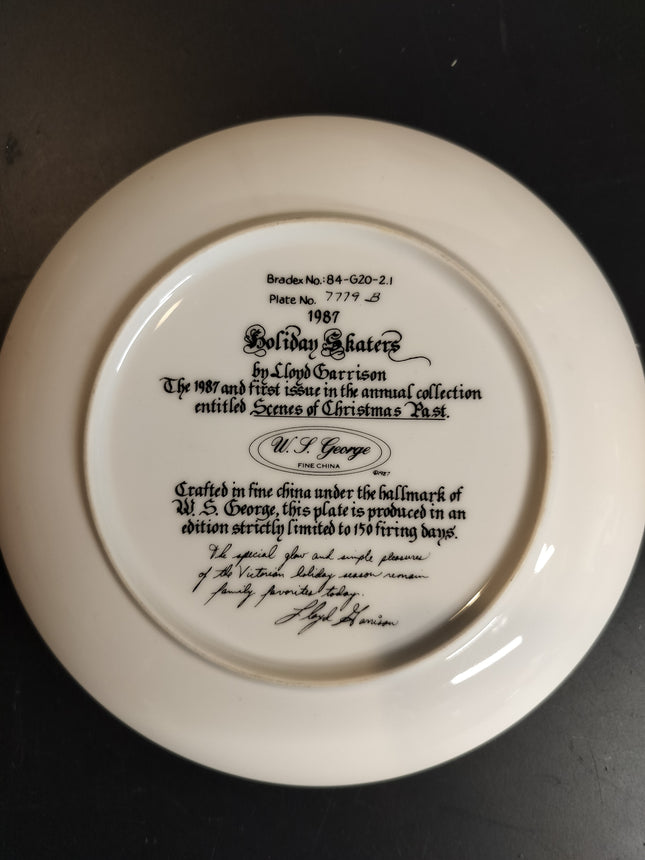 Bradex No.: 84-G20-2.1
Plate No. 7779 B
1987
Holiday Skaters
by Lloyd Garrison
The 1987 and first issue in the annual collection
entitled Scenes of Christmas Past.
W. S. George
FINE CHINA
©1987
Crafted in fine china under the hallmark of
W. S. George, this plate is produced in an
edition strictly limited to 150 firing days.
The special glow and simple pleasures
of the Victorian holiday season remain
family favorites today.
Lloyd Garrison